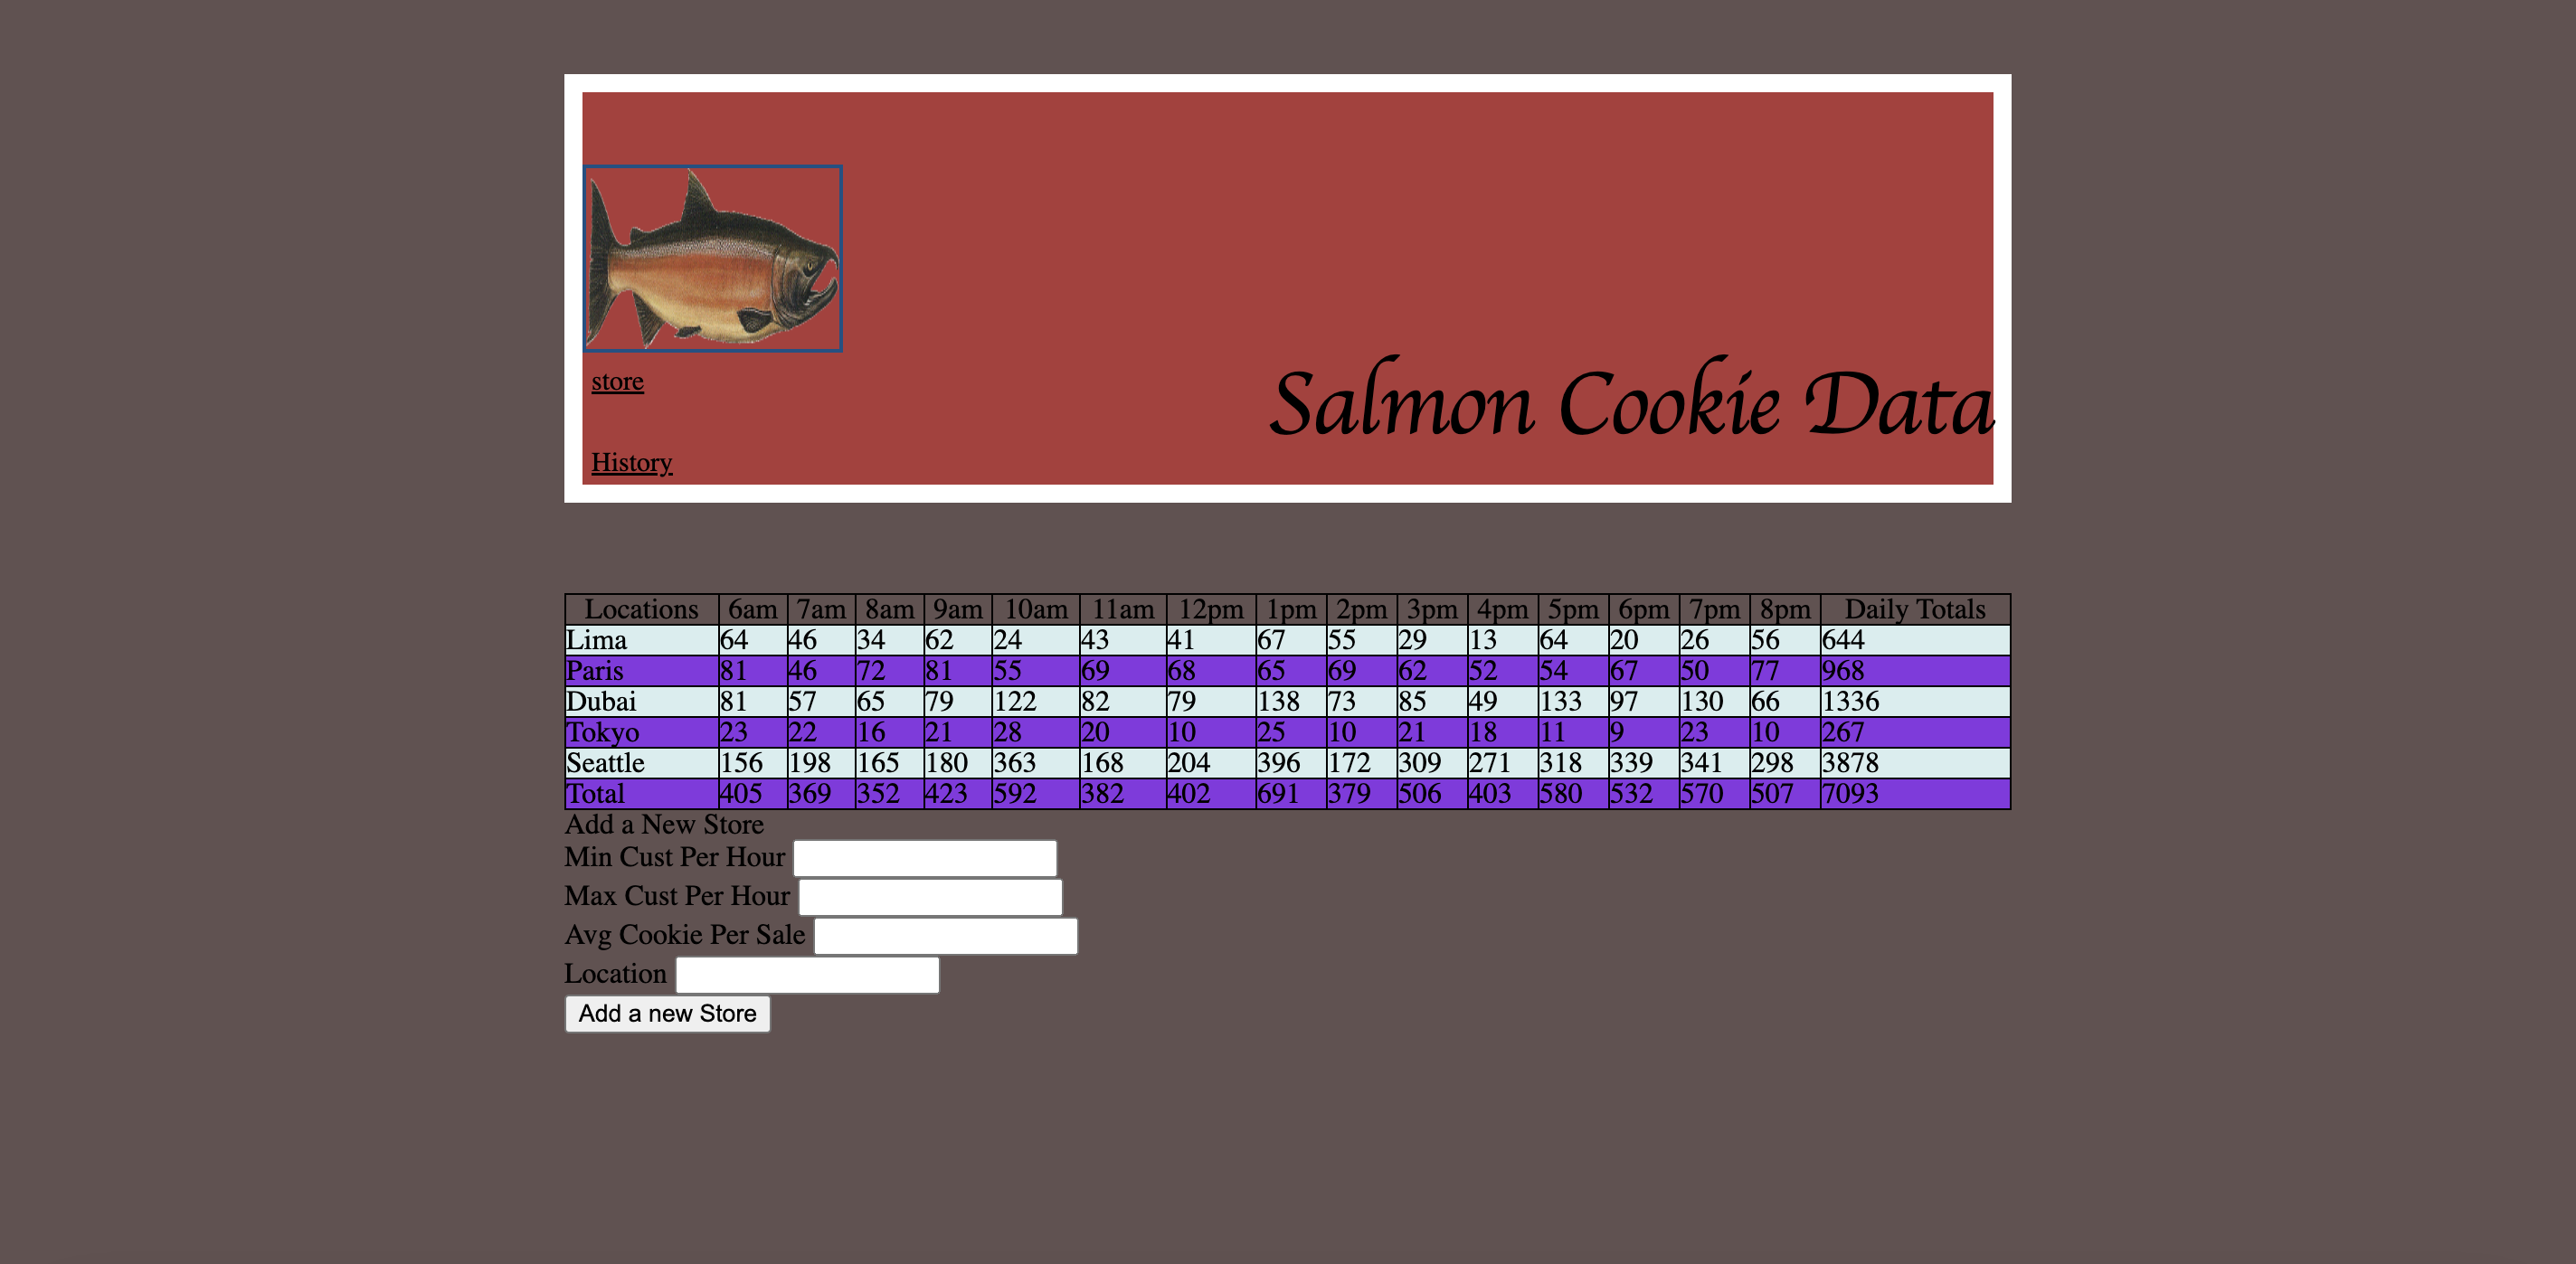 store
Salmon Cookie Data
History
Locations 6am 7am 8am 9am 10am 11am 12pm 1pm 2pm 3pm 4pm 5pm 6pm 7pm 8pm Daily Totals
Lima 64 46 34 62 24 43 41 67 55 29 13 64 20 26 56 644
Paris 81 46 72 81 55 69 68 65 69 62 52 54 67 50 77 968
Dubai 81 57 65 79 122 82 79 138 73 85 49 133 97 130 66 1336
Tokyo 23 22 16 21 28 20 10 25 10 21 18 11 9 23 10 267
Seattle 156 198 165 180 363 168 204 396 172 309 271 318 339 341 298 3878
Total 405 369 352 423 592 382 402 691 379 506 403 580 532 570 507 7093
Add a New Store
Min Cust Per Hour
Max Cust Per Hour
Avg Cookie Per Sale
Location
Add a new Store